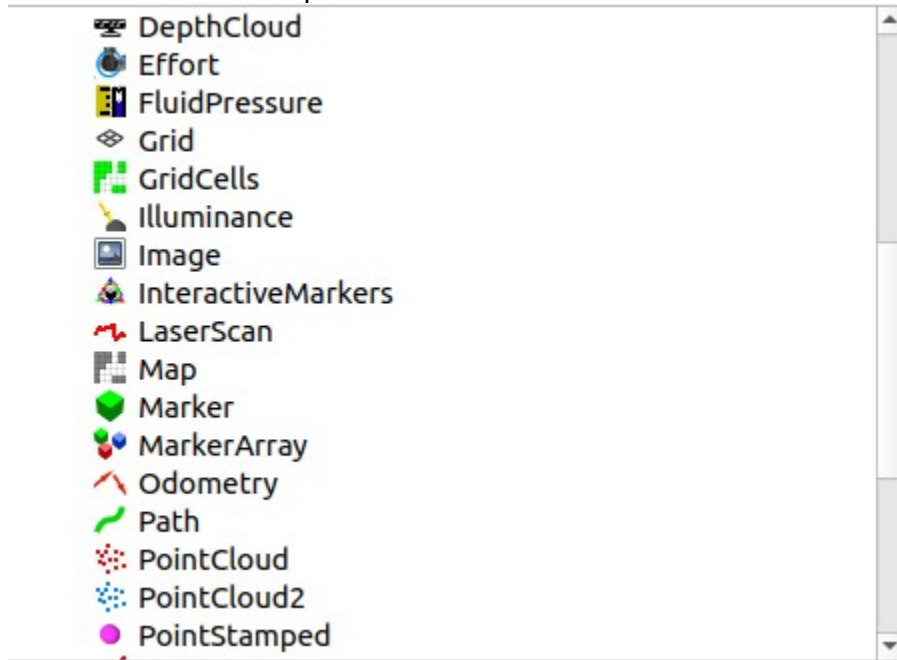 DepthCloud
Effort
FluidPressure
Grid
GridCells
Illuminance
Image
InteractiveMarkers
LaserScan
Map
Marker
MarkerArray
Odometry
Path
PointCloud
PointCloud2
PointStamped